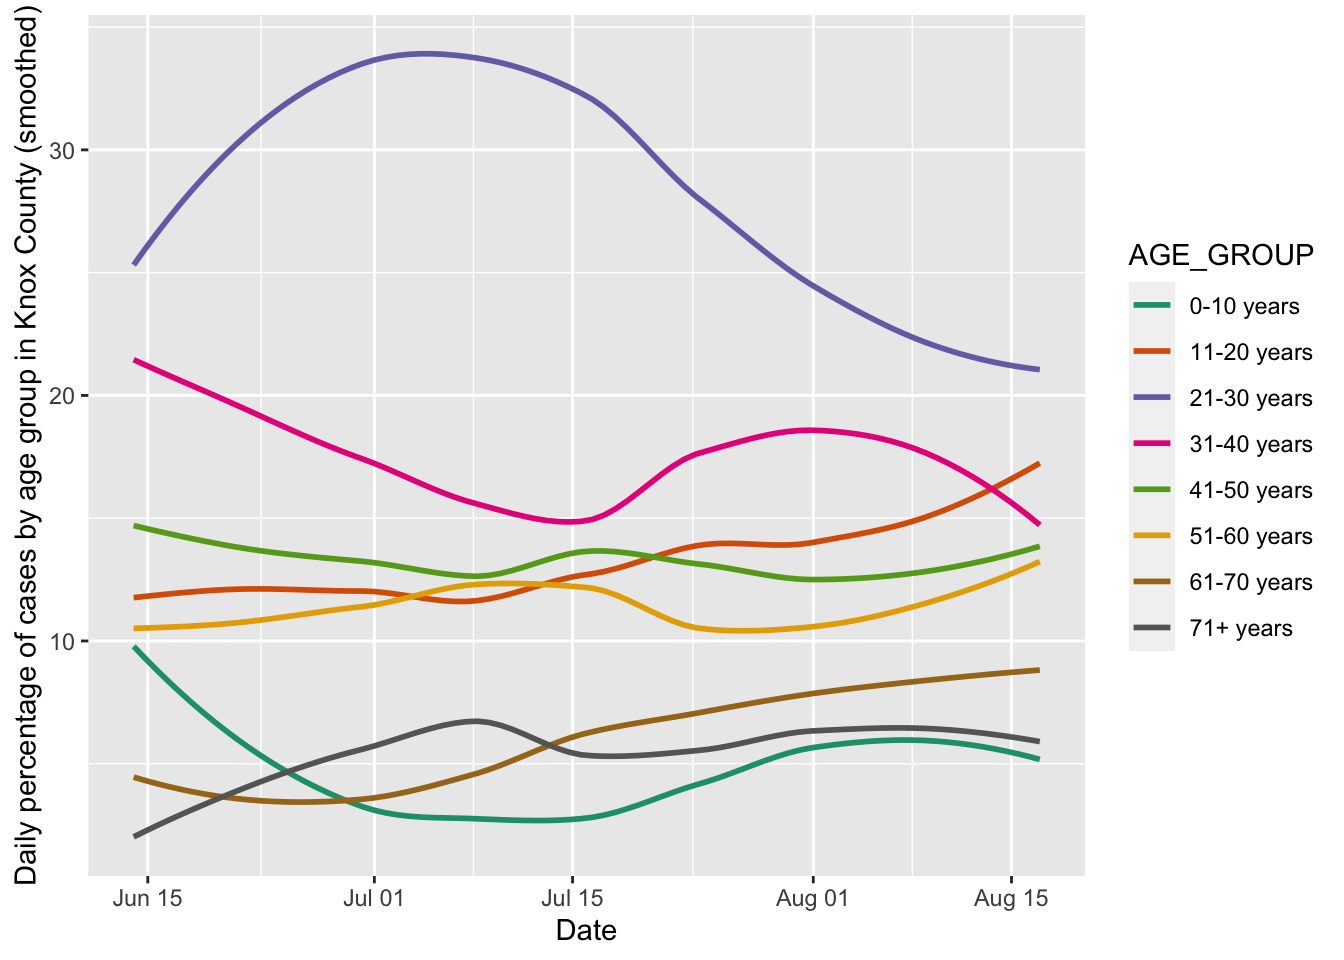 Daily percentage of cases by age group in Knox County (smoothed)
30
20
10
Jun 15
Jul 01
Jul 15
Aug 01
Aug 15
Date
AGE_GROUP
0-10 years
11-20 years
21-30 years
31-40 years
41-50 years
51-60 years
61-70 years
71+ years